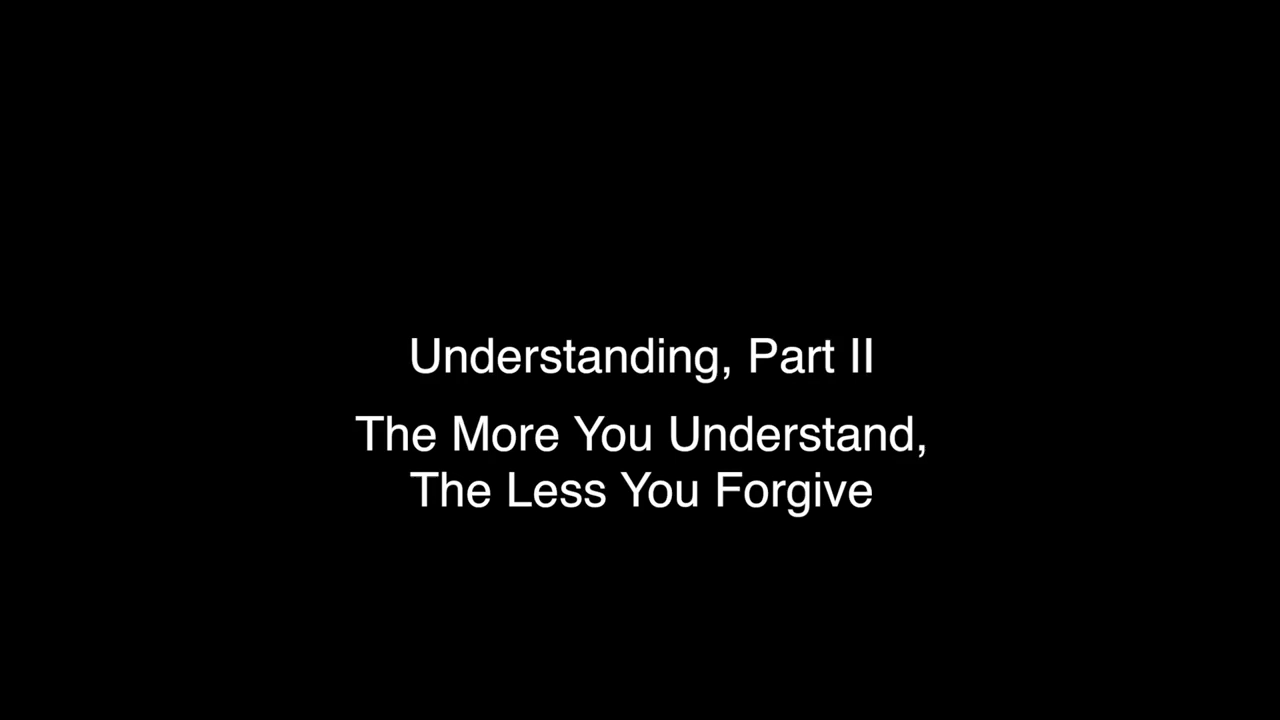 Understanding, Part II
The More You Understand,
The Less You Forgive